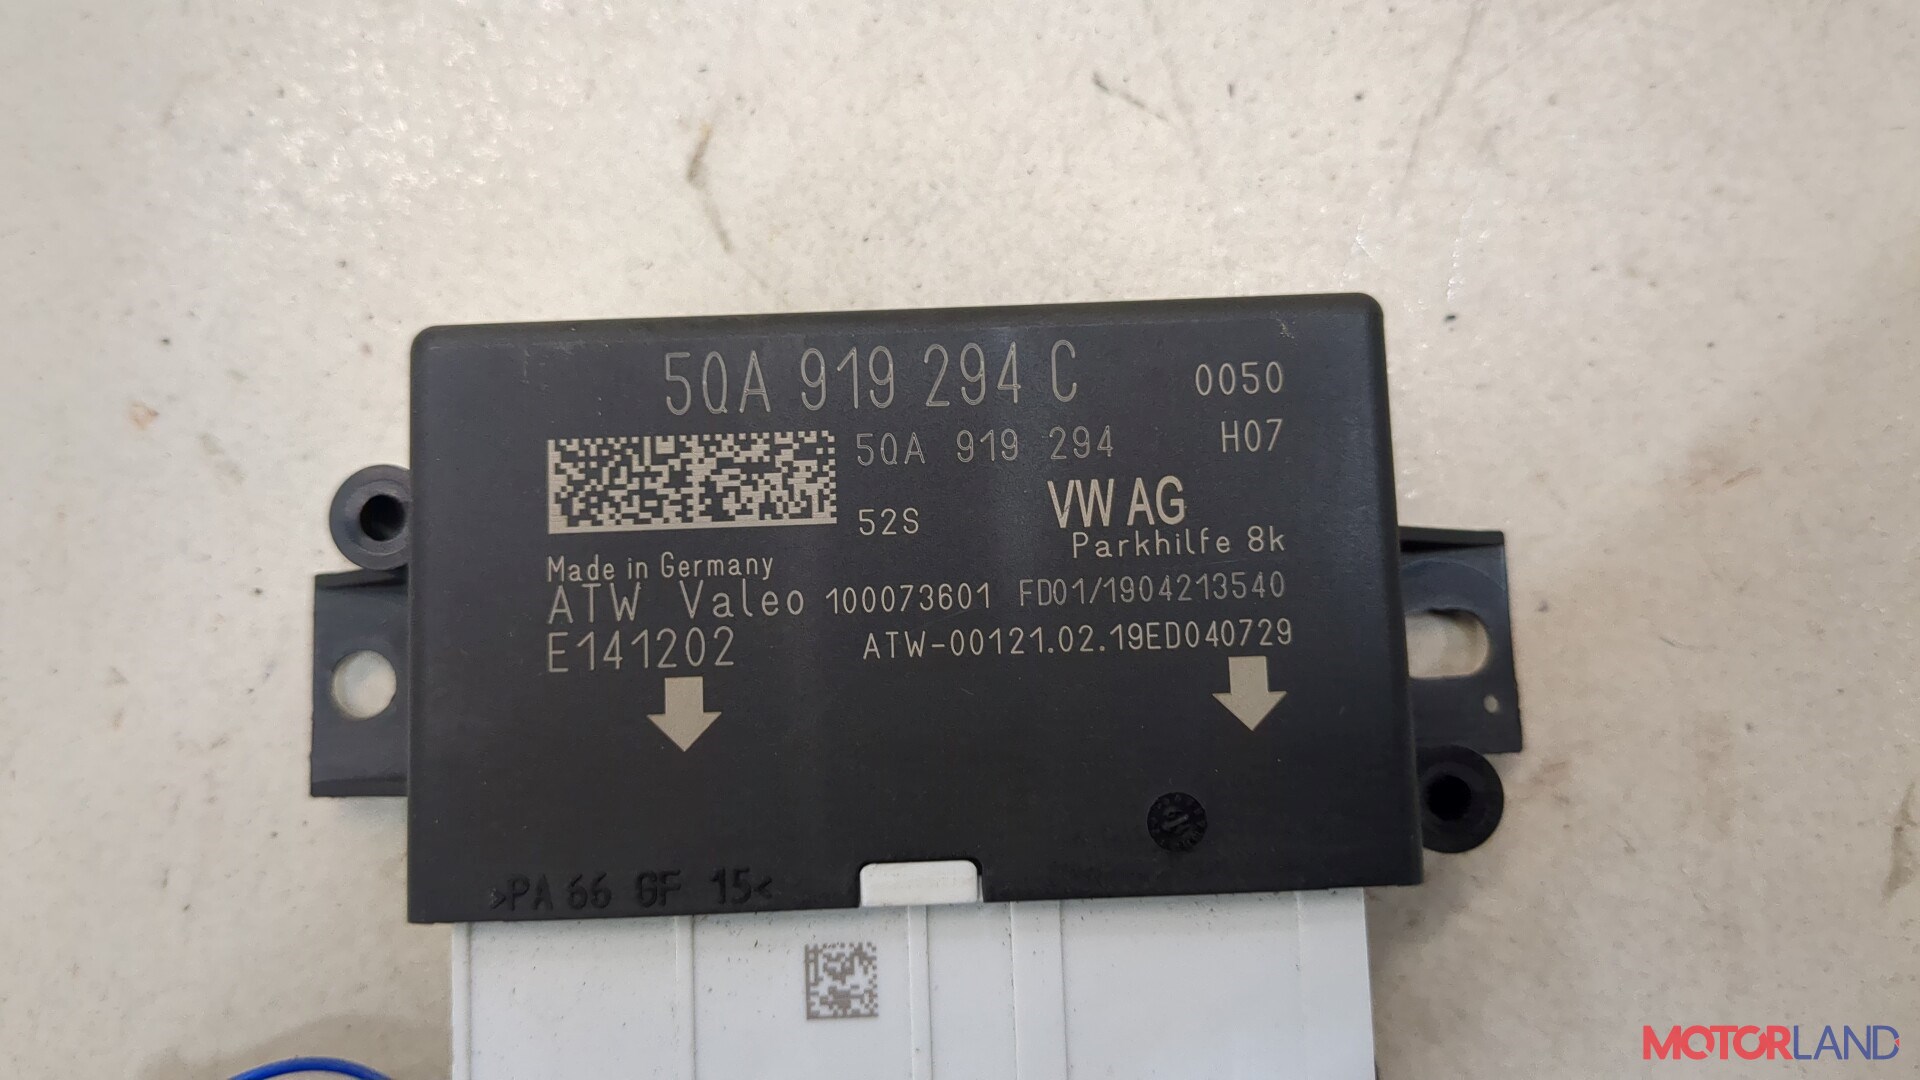 5QA 919 294 C 0050
5QA 919 294 H07
52S VW AG
Parkhilfe 8k
Made in Germany
ATW Valeo 100073601 FD01/1904213540
E141202 ATW-00121.02.19ED040729
>PA 66 GF 15<
MOTORLAND